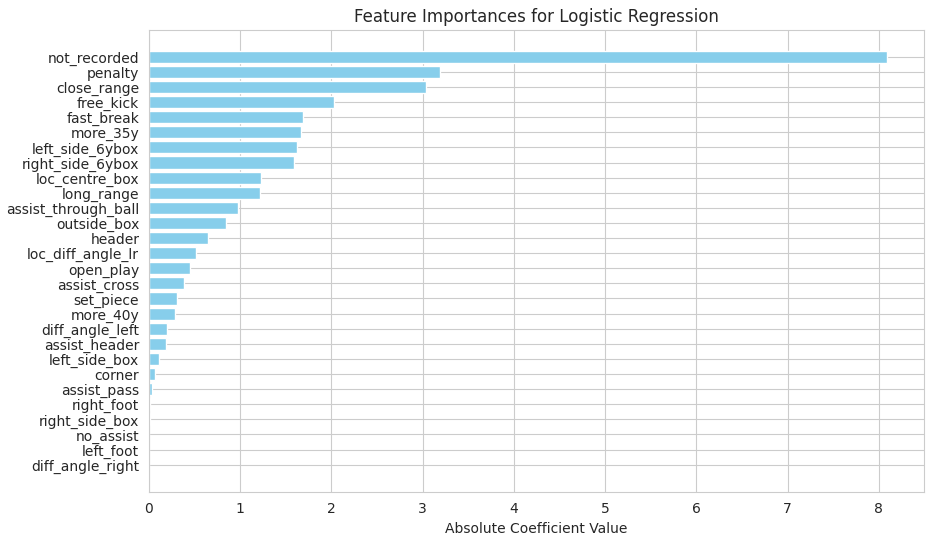 Feature Importances for Logistic Regression
not_recorded
penalty
close_range
free_kick
fast_break
more_35y
left_side_6ybox
right_side_6ybox
loc_centre_box
long_range
assist_through_ball
outside_box
header
loc_diff_angle_lr
open_play
assist_cross
set_piece
more_40y
diff_angle_left
assist_header
left_side_box
corner
assist_pass
right_foot
right_side_box
no_assist
left_foot
diff_angle_right
0 1 2 3 4 5 6 7 8
Absolute Coefficient Value